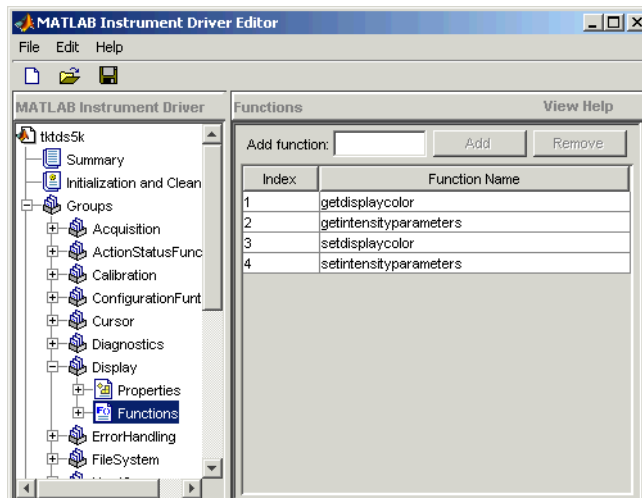 MATLAB Instrument Driver Editor
File Edit Help
MATLAB Instrument Driver
tktds5k
Summary
Initialization and Clean
Groups
Acquisition
ActionStatusFunc
Calibration
ConfigurationFunt
Cursor
Diagnostics
Display
Properties
Functions
ErrorHandling
FileSystem
Functions View Help
Add function: Add Remove
Index Function Name
1 getdisplaycolor
2 getintensityparameters
3 setdisplaycolor
4 setintensityparameters